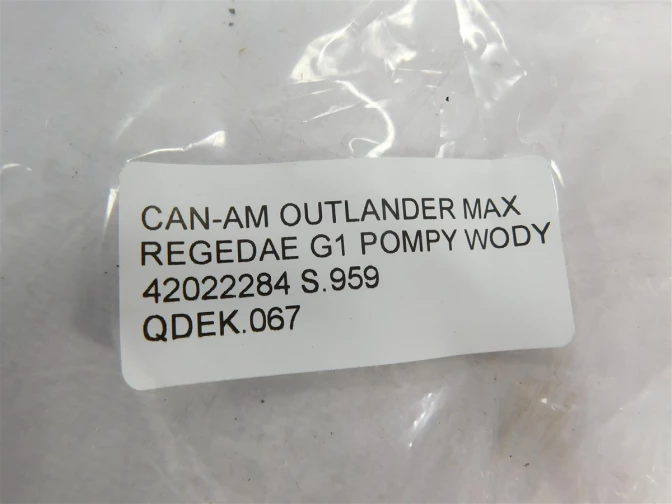 CAN-AM OUTLANDER MAX
REGEDAE G1 POMPY WODY
42022284 S.959
QDEK.067